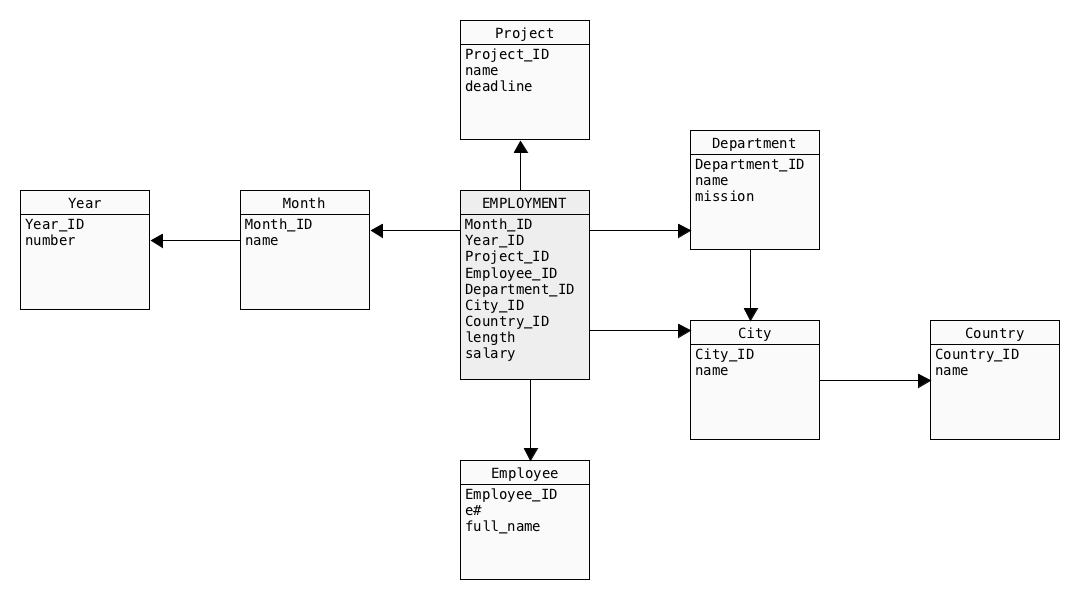 Project
Project_ID
name
deadline
Department
Department_ID
name
mission
Year
Year_ID
number
Month
Month_ID
name
EMPLOYMENT
Month_ID
Year_ID
Project_ID
Employee_ID
Department_ID
City_ID
Country_ID
length
salary
City
City_ID
name
Country
Country_ID
name
Employee
Employee_ID
e#
full_name